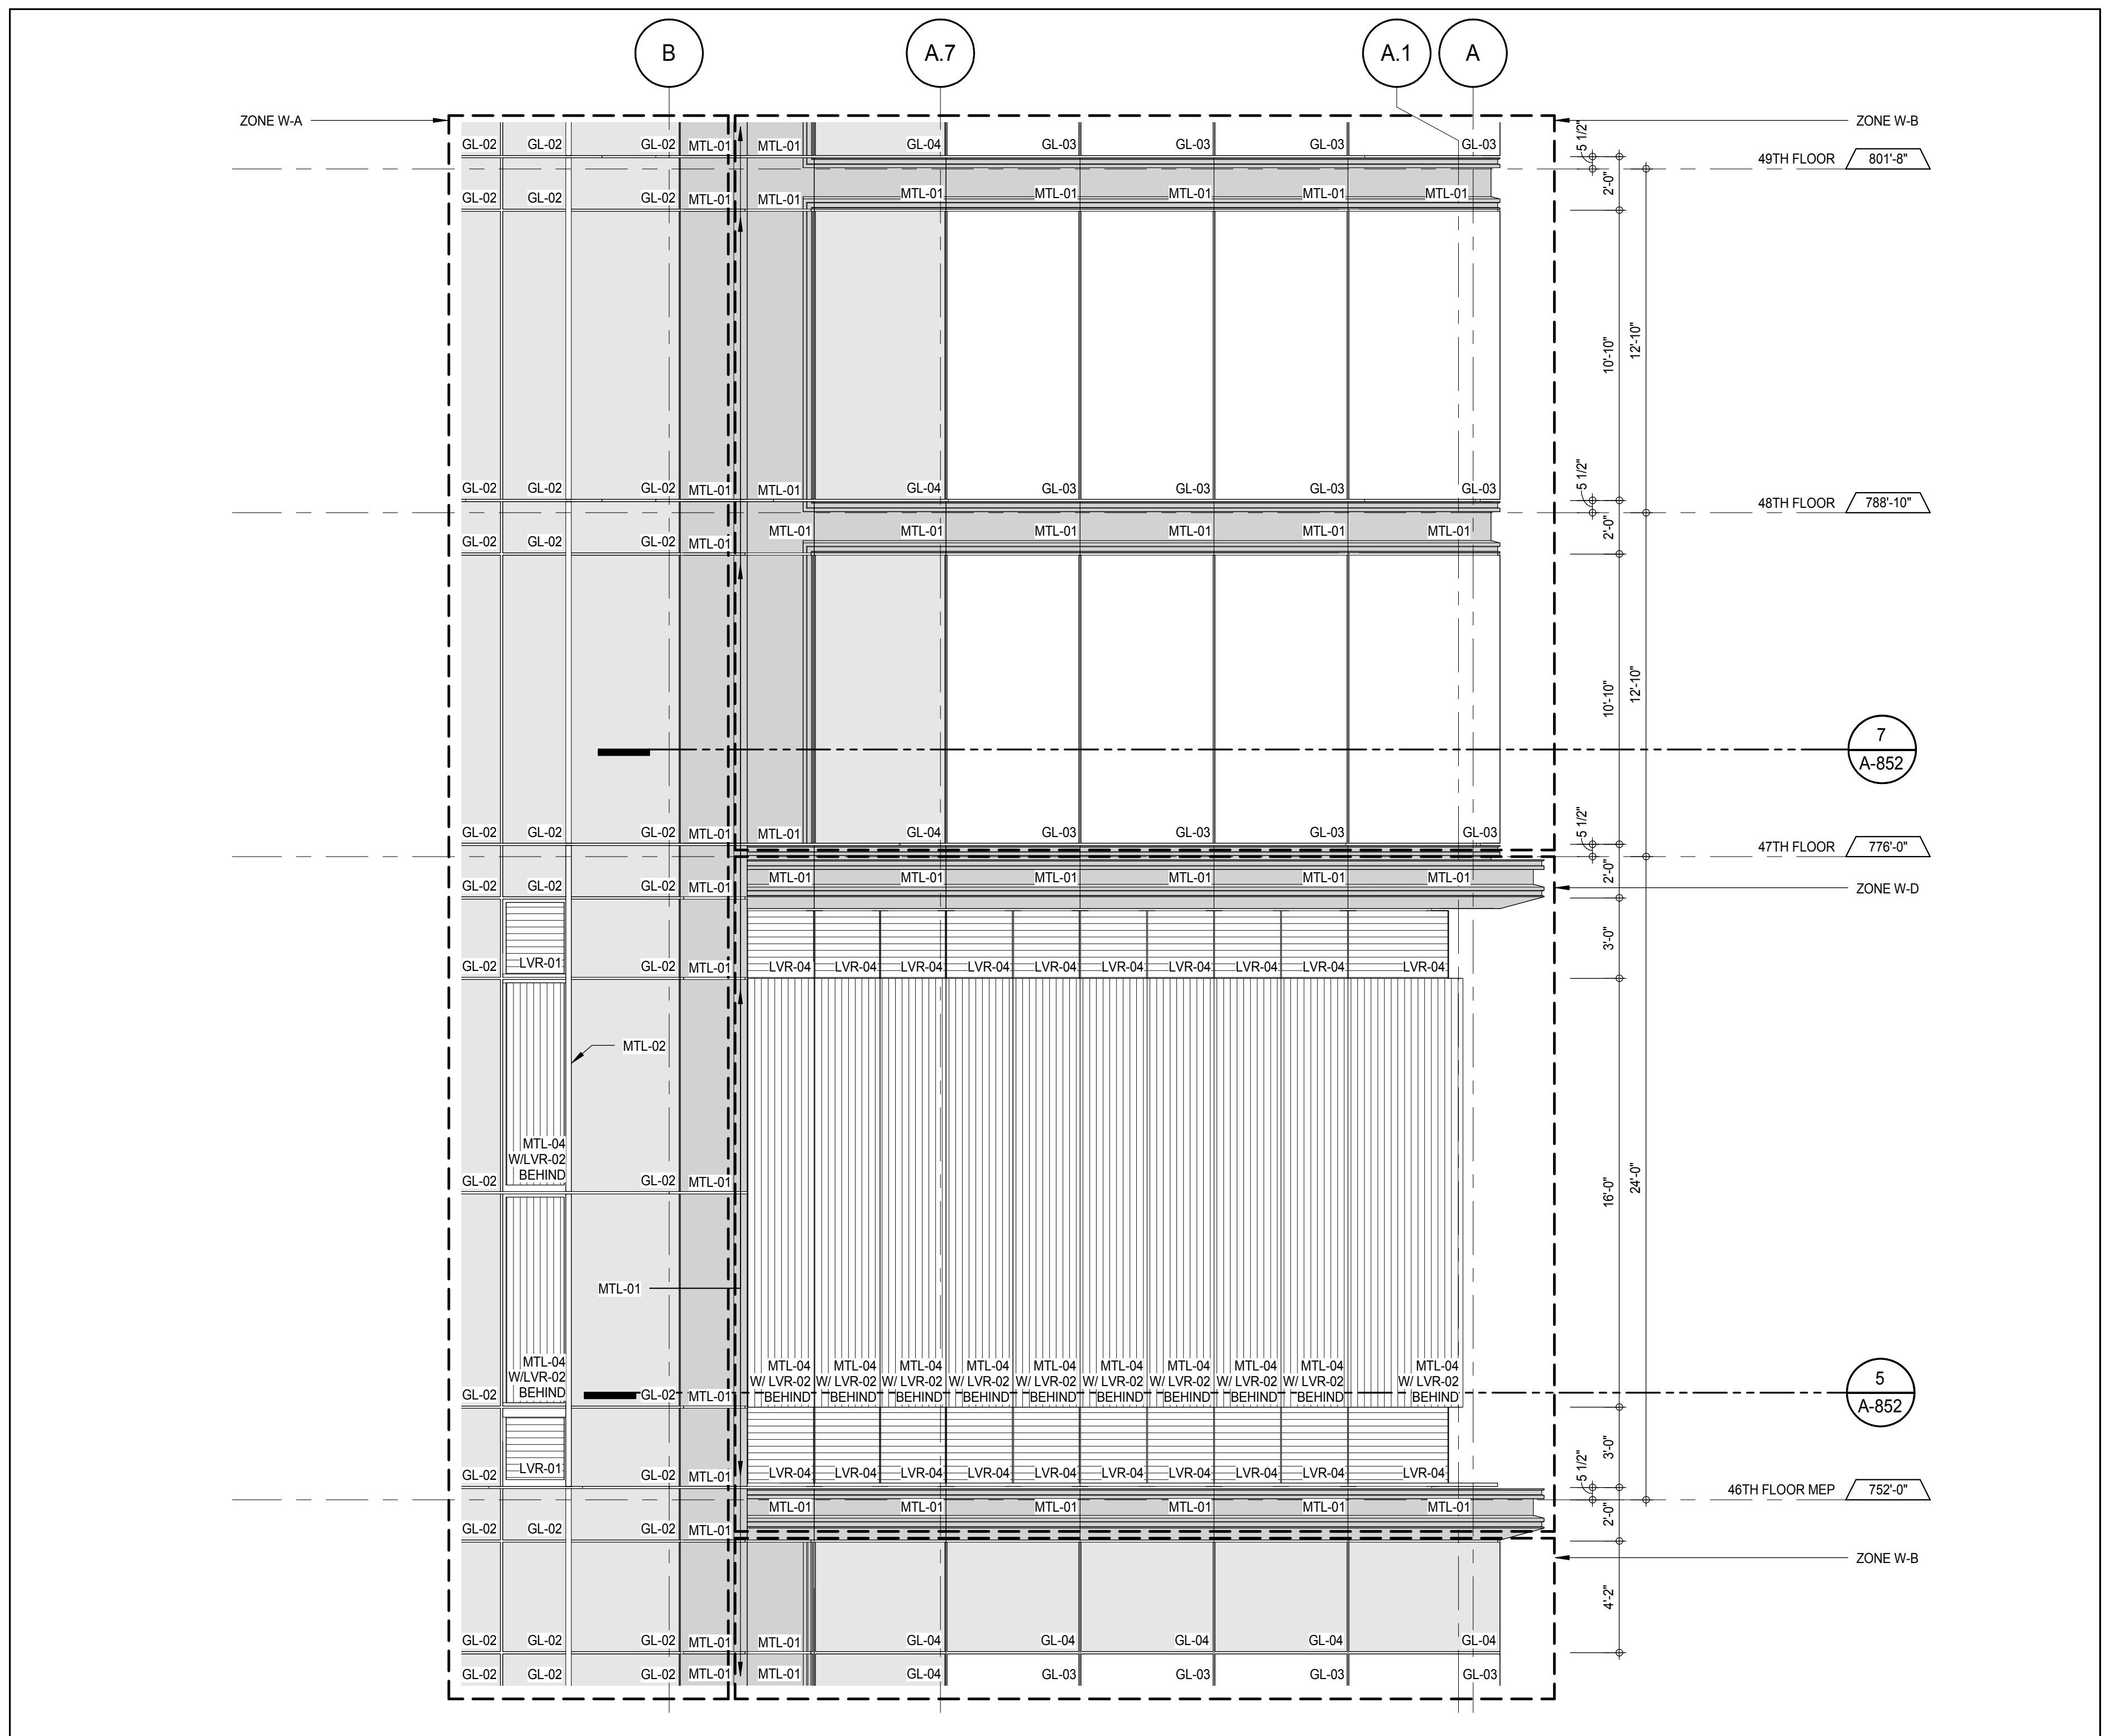 B
A.7
A.1
A
ZONE W-A
ZONE W-B
GL-02 GL-02 GL-02 MTL-01 MTL-01 GL-04 GL-03 GL-03 GL-03 GL-03
5 1/2"
49TH FLOOR 801'-8"
2'-0"
GL-02 GL-02 GL-02 MTL-01 MTL-01 MTL-01 MTL-01 MTL-01 MTL-01 MTL-01
10'-10"
12'-10"
GL-02 GL-02 GL-02 MTL-01 MTL-01 GL-04 GL-03 GL-03 GL-03 GL-03
5 1/2"
48TH FLOOR 788'-10"
2'-0"
GL-02 GL-02 GL-02 MTL-01 MTL-01 MTL-01 MTL-01 MTL-01 MTL-01 MTL-01
10'-10"
12'-10"
7
A-852
GL-02 GL-02 GL-02 MTL-01 MTL-01 GL-04 GL-03 GL-03 GL-03 GL-03
5 1/2"
47TH FLOOR 776'-0"
2'-0"
GL-02 GL-02 GL-02 MTL-01 MTL-01 MTL-01 MTL-01 MTL-01 MTL-01 MTL-01
ZONE W-D
3'-0"
GL-02 LVR-01 GL-02 MTL-01 LVR-04 LVR-04 LVR-04 LVR-04 LVR-04 LVR-04 LVR-04 LVR-04 LVR-04 LVR-04
MTL-02
MTL-04
W/LVR-02
BEHIND
GL-02 GL-02 MTL-01
16'-0"
24'-0"
MTL-01
MTL-04 MTL-04 MTL-04 MTL-04 MTL-04 MTL-04 MTL-04 MTL-04 MTL-04 MTL-04 MTL-04
W/LVR-02 W/ LVR-02 W/ LVR-02 W/ LVR-02 W/ LVR-02 W/ LVR-02 W/ LVR-02 W/ LVR-02 W/ LVR-02 W/ LVR-02 W/ LVR-02
BEHIND BEHIND BEHIND BEHIND BEHIND BEHIND BEHIND BEHIND BEHIND BEHIND BEHIND
GL-02 GL-02 MTL-01
5
A-852
3'-0"
GL-02 LVR-01 GL-02 MTL-01 LVR-04 LVR-04 LVR-04 LVR-04 LVR-04 LVR-04 LVR-04 LVR-04 LVR-04 LVR-04
5 1/2"
46TH FLOOR MEP 752'-0"
MTL-01 MTL-01 MTL-01 MTL-01 MTL-01 MTL-01
2'-0"
GL-02 GL-02 GL-02 MTL-01
ZONE W-B
4'-2"
GL-02 GL-02 GL-02 MTL-01 MTL-01 GL-04 GL-04 GL-04 GL-04 GL-04
GL-02 GL-02 GL-02 MTL-01 MTL-01 GL-04 GL-03 GL-03 GL-03 GL-03